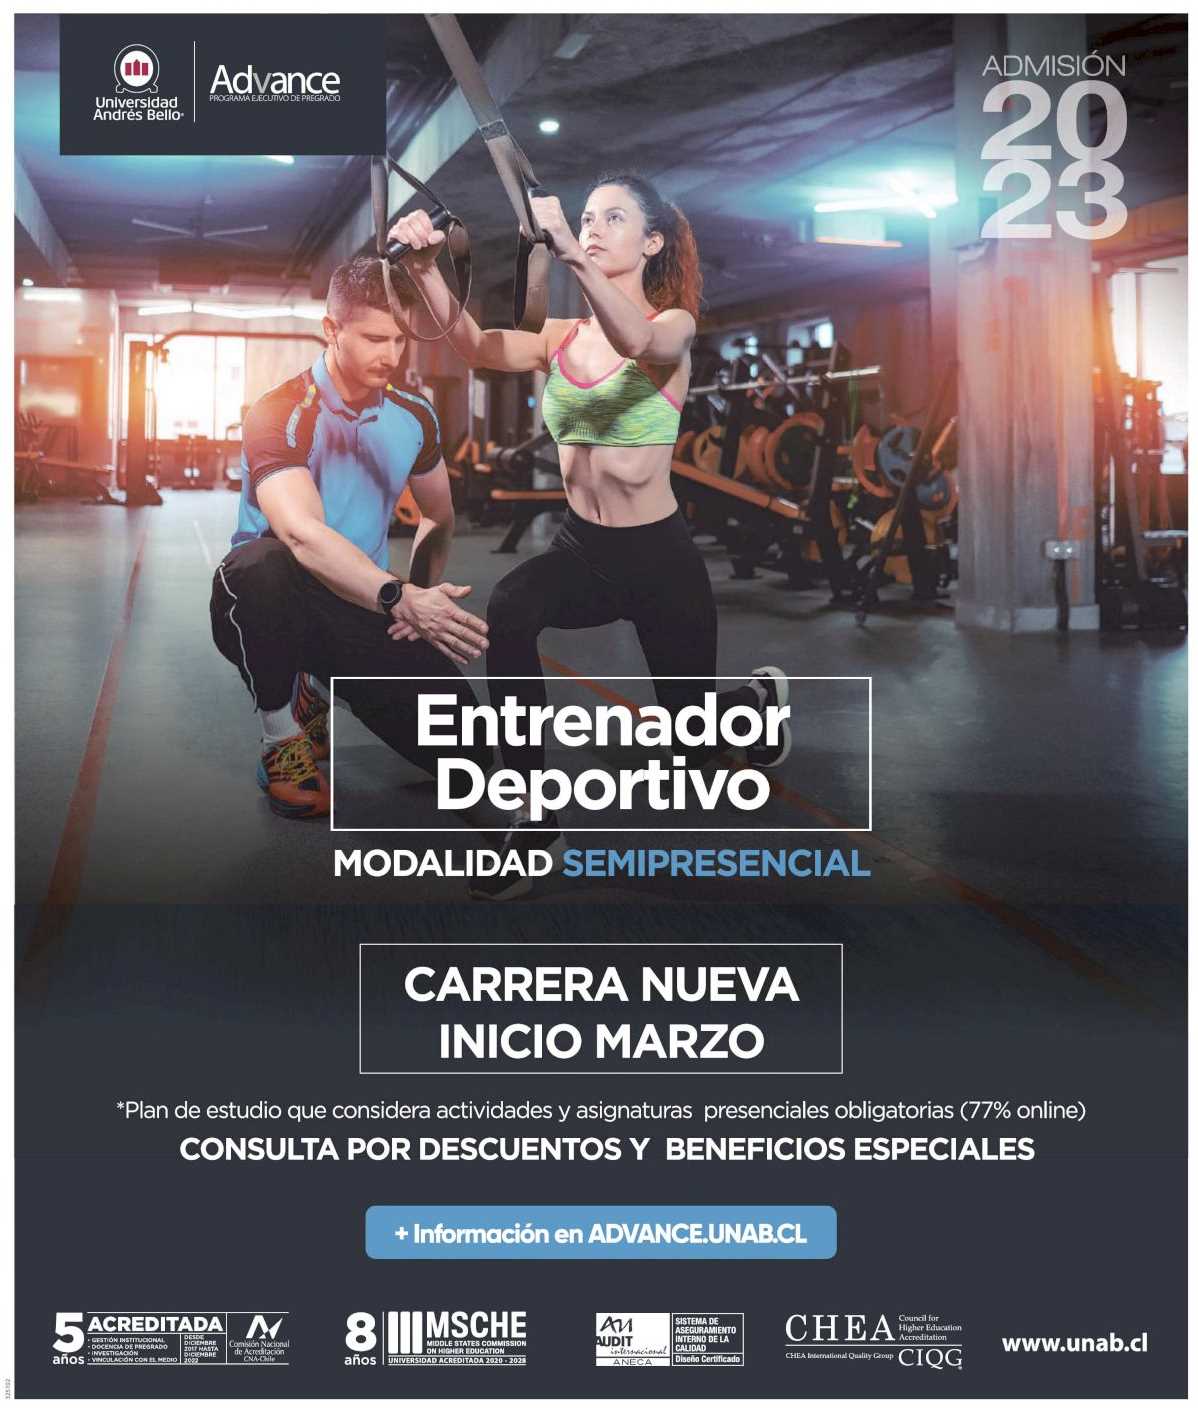 Universidad
Andrés Bello
Advance
PROGRAMA EJECUTIVO DE PREGRADO
ADMISIÓN
20
23
Entrenador
Deportivo
MODALIDAD SEMIPRESENCIAL
CARRERA NUEVA
INICIO MARZO
*Plan de estudio que considera actividades y asignaturas presenciales obligatorias (77% online)
CONSULTA POR DESCUENTOS Y BENEFICIOS ESPECIALES
+ Información en ADVANCE.UNAB.CL
5 años
ACREDITADA
• GESTIÓN INSTITUCIONAL
• DOCENCIA DE PREGRADO
• INVESTIGACIÓN
• VINCULACIÓN CON EL MEDIO
DESDE
DICIEMBRE
2017 HASTA
DICIEMBRE
2022
Comisión Nacional
de Acreditación
CNA-Chile
8 años
MSCHE
MIDDLE STATES COMMISSION
ON HIGHER EDUCATION
UNIVERSIDAD ACREDITADA 2020 - 2028
AUDIT
internacional
ANECA
SISTEMA DE
ASEGURAMIENTO
INTERNO DE LA
CALIDAD
Diseño Certificado
CHEA
Council for
Higher Education
Accreditation
CHEA International Quality Group
CIQG
www.unab.cl